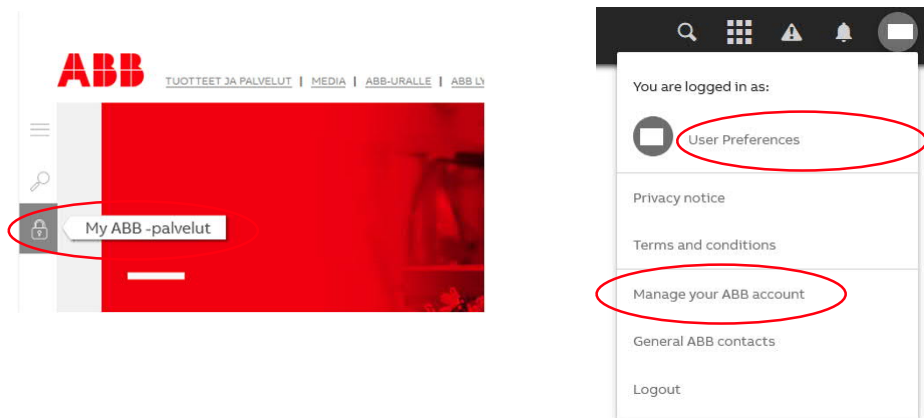 ABB
TUOTTEET JA PALVELUT | MEDIA | ABB-URALLE | ABB
My ABB -palvelut
You are logged in as:
User Preferences
Privacy notice
Terms and conditions
Manage your ABB account
General ABB contacts
Logout